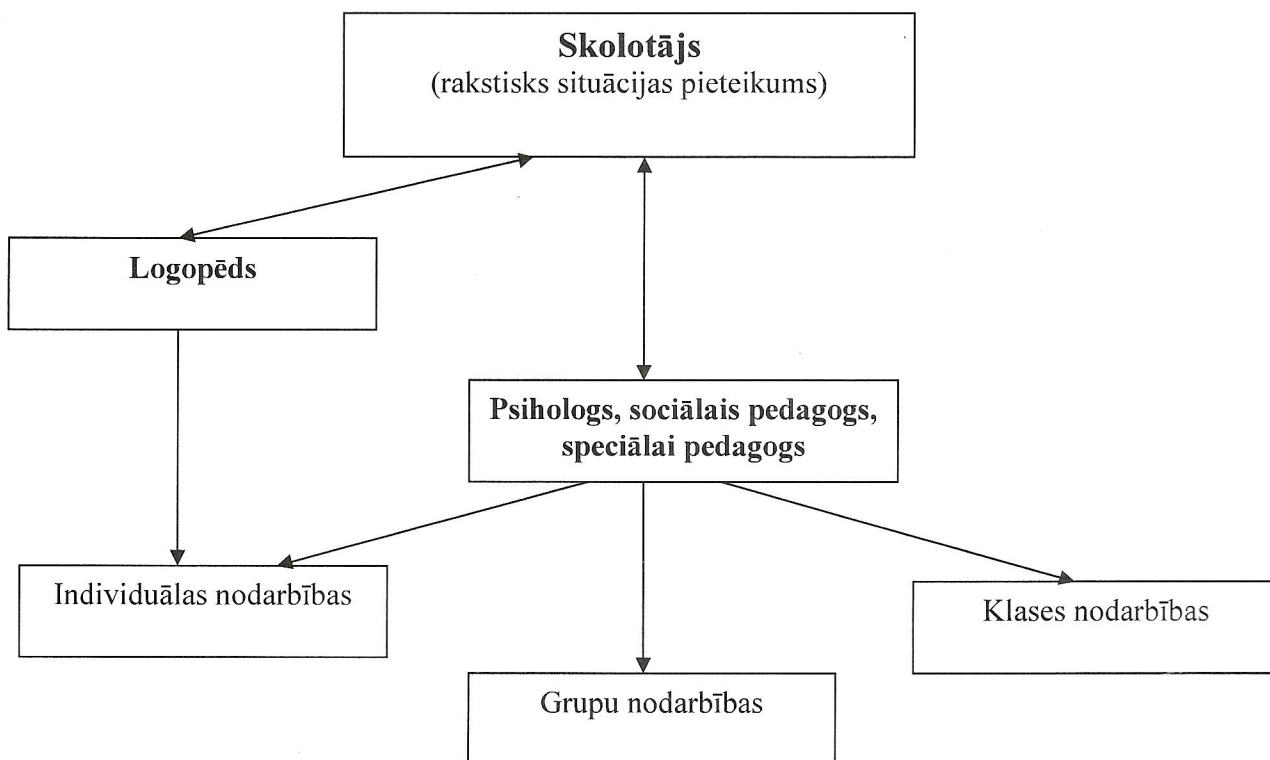 Skolotājs
(rakstisks situācijas pieteikums)
Logopēds
Psihologs, sociālais pedagogs,
speciālai pedagogs
Individuālas nodarbības
Klases nodarbības
Grupu nodarbības